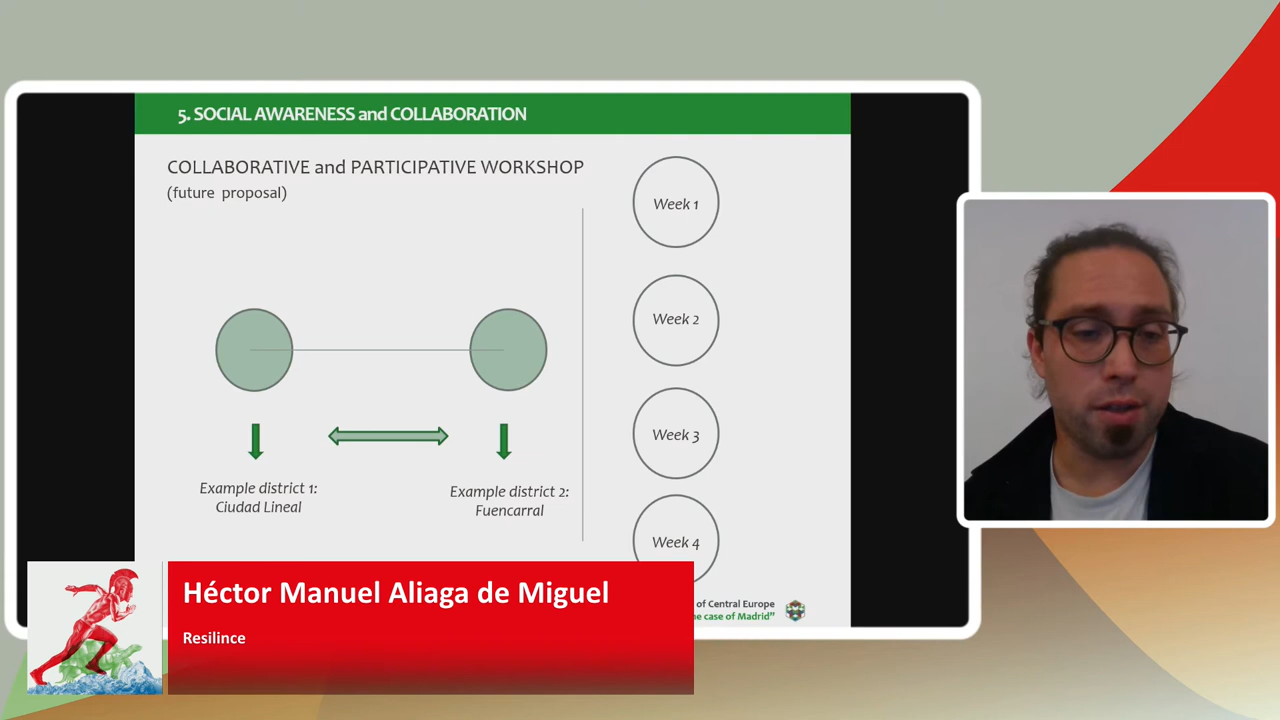 5. SOCIAL AWARENESS and COLLABORATION
COLLABORATIVE and PARTICIPATIVE WORKSHOP
(future proposal)
Example district 1:
Ciudad Lineal
Example district 2:
Fuencarral
Week 1
Week 2
Week 3
Week 4
of Central Europe
case of Madrid”
Héctor Manuel Aliaga de Miguel
Resilince